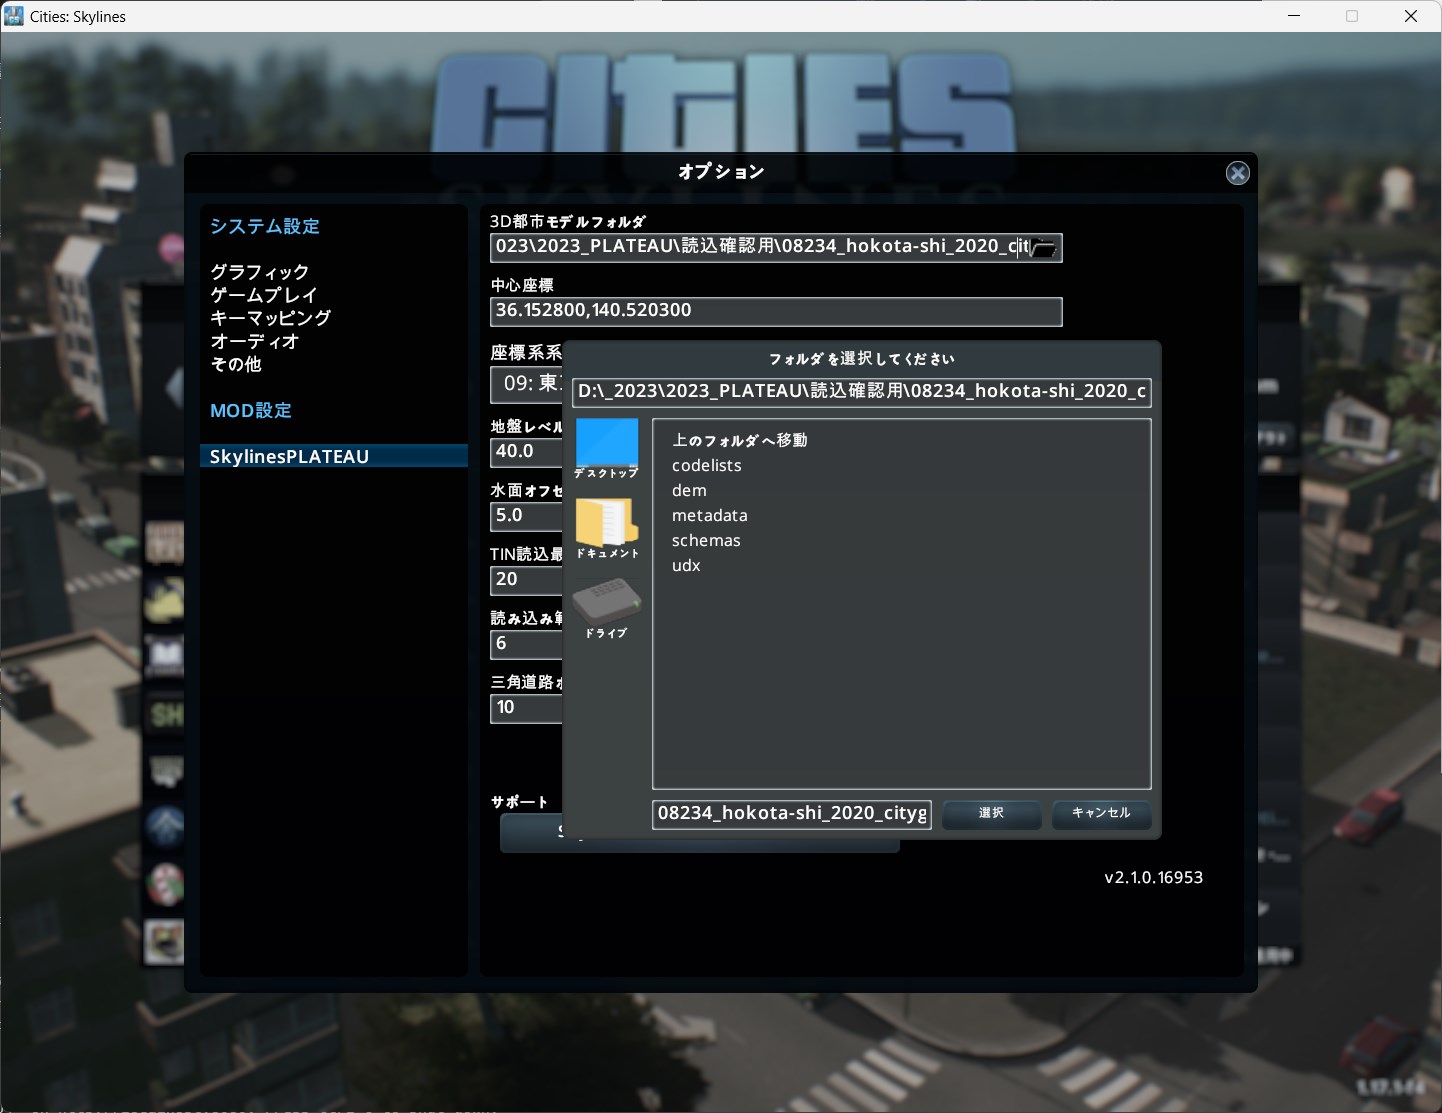 Cities: Skylines
CITIES
SKYLINES
オプション
システム設定
グラフィック
ゲームプレイ
キーマッピング
オーディオ
その他
MOD設定
SkylinesPLATEAU
3D都市モデルフォルダ
023\2023_PLATEAU\読込確認用\08234_hokota-shi_2020_cit
中心座標
36.152800,140.520300
座標系系
09: 東
地盤レベル
40.0
水面オフセ
5.0
TIN読込最
20
読み込み範
6
三角道路
10
サポート
フォルダを選択してください
D:\_2023\2023_PLATEAU\読込確認用\08234_hokota-shi_2020_c
デスクトップ
ドキュメント
ドライブ
上のフォルダへ移動
codelists
dem
metadata
schemas
udx
08234_hokota-shi_2020_cityg
選択
キャンセル
v2.1.0.16953